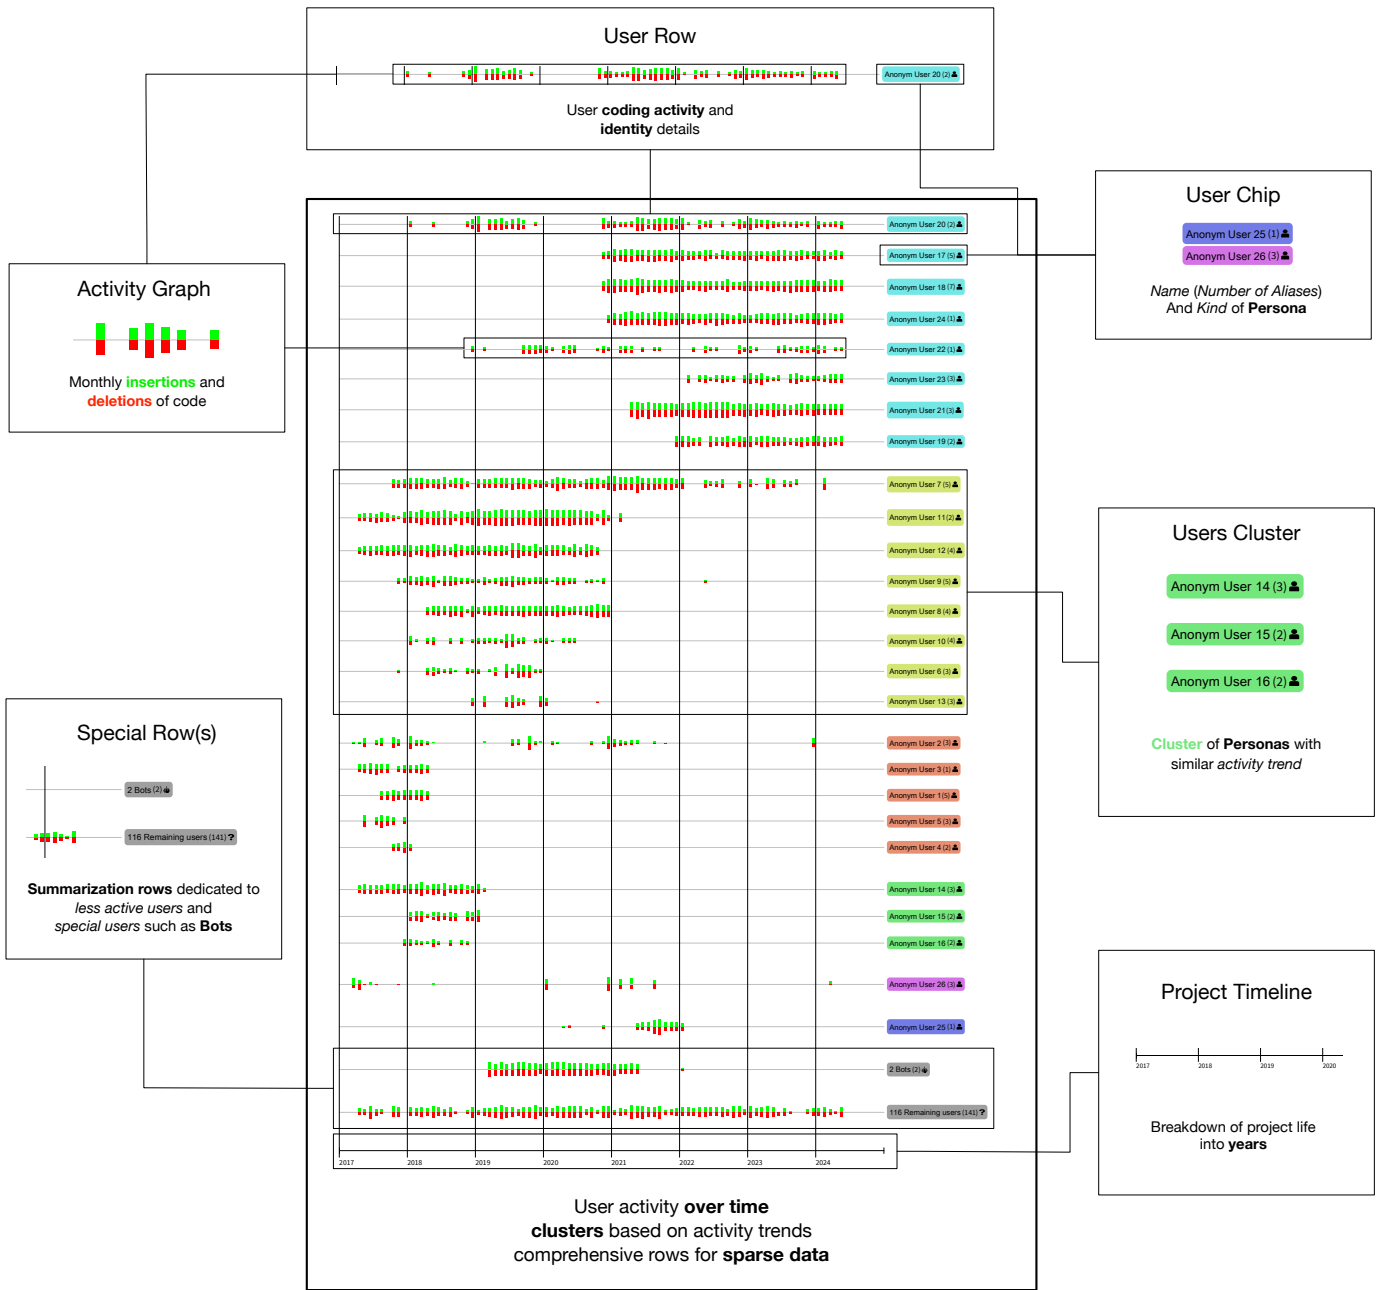 User Row
Anonym User 20 (2)
User coding activity and
identity details
User Chip
Anonym User 25 (1)
Anonym User 26 (3)
Name (Number of Aliases)
And Kind of Persona
Activity Graph
Monthly insertions and
deletions of code
Anonym User 20 (2)
Anonym User 17 (5)
Anonym User 18 (7)
Anonym User 24 (1)
Anonym User 22 (1)
Anonym User 23 (3)
Anonym User 21 (3)
Anonym User 19 (2)
Anonym User 7 (5)
Anonym User 11 (2)
Anonym User 12 (4)
Anonym User 9 (5)
Anonym User 8 (4)
Anonym User 10 (4)
Anonym User 6 (3)
Anonym User 13 (3)
Users Cluster
Anonym User 14 (3)
Anonym User 15 (2)
Anonym User 16 (2)
Cluster of Personas with
similar activity trend
Special Row(s)
2 Bots (2)
116 Remaining users (141) ?
Summarization rows dedicated to
less active users and
special users such as Bots
Anonym User 2 (3)
Anonym User 3 (1)
Anonym User 1 (5)
Anonym User 5 (3)
Anonym User 4 (2)
Anonym User 14 (3)
Anonym User 15 (2)
Anonym User 16 (2)
Anonym User 26 (3)
Anonym User 25 (1)
2 Bots (2)
116 Remaining users (141) ?
2017 2018 2019 2020 2021 2022 2023 2024
Project Timeline
2017 2018 2019 2020
Breakdown of project life
into years
User activity over time
clusters based on activity trends
comprehensive rows for sparse data